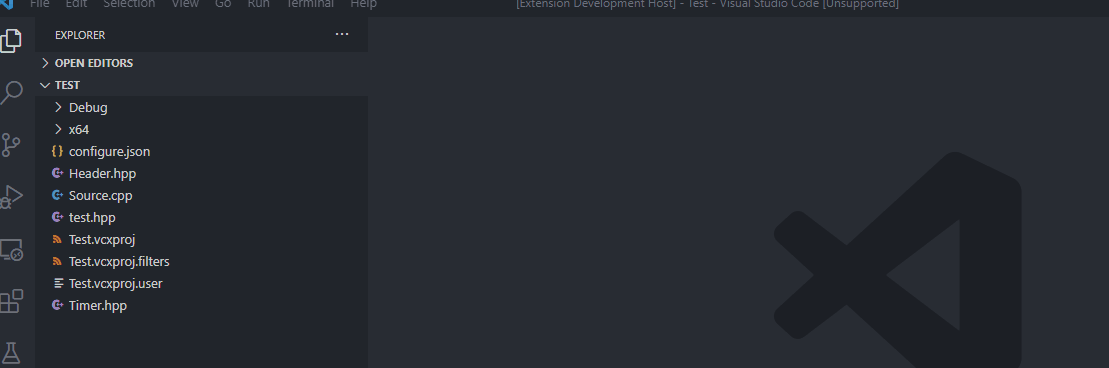 File Edit Selection View Go Run Terminal Help [Extension Development Host] - Test - Visual Studio Code [Unsupported]
EXPLORER ...
OPEN EDITORS
TEST
Debug
x64
{} configure.json
Header.hpp
Source.cpp
test.hpp
Test.vcxproj
Test.vcxproj.filters
Test.vcxproj.user
Timer.hpp